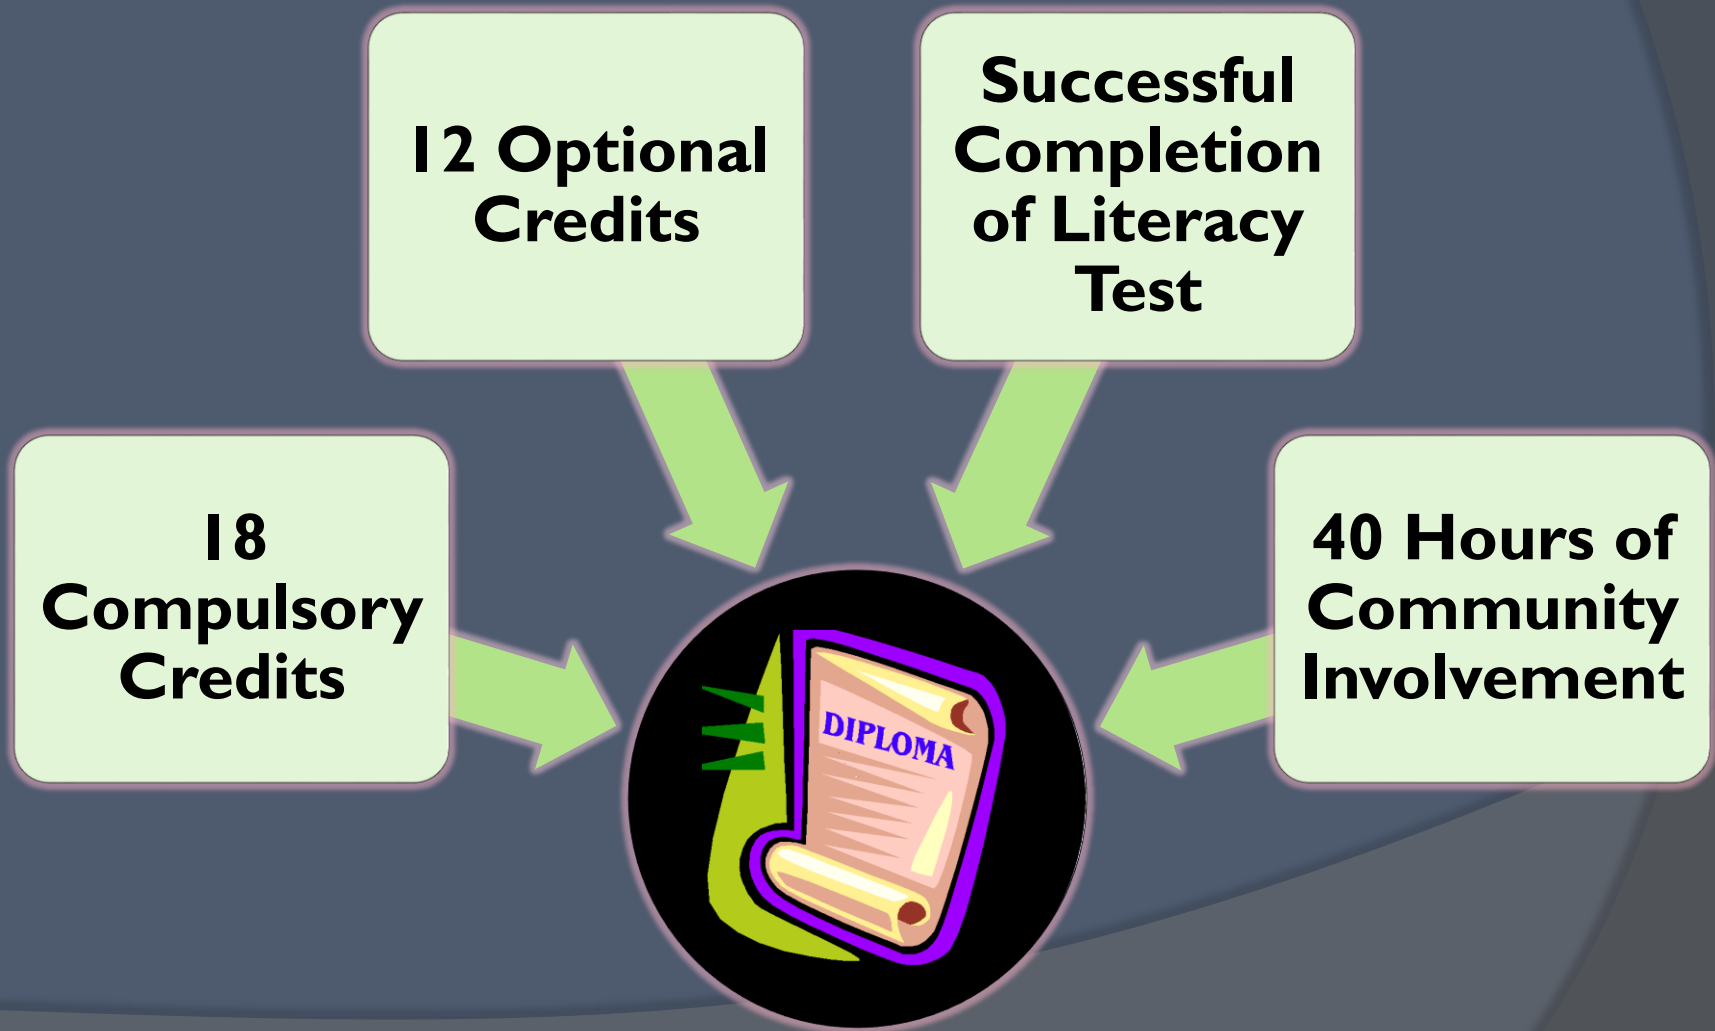 12 Optional
Credits
Successful
Completion
of Literacy
Test
18
Compulsory
Credits
40 Hours of
Community
Involvement
DIPLOMA